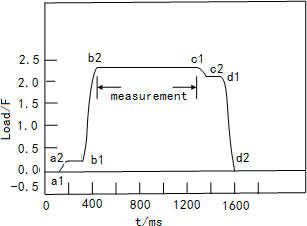 Load/F
2.5
2.0
1.5
1.0
0.5
0.0
-0.5
b2
c1
c2
d1
measurement
a2
b1
a1
d2
0
400
800
1200
1600
t/ms